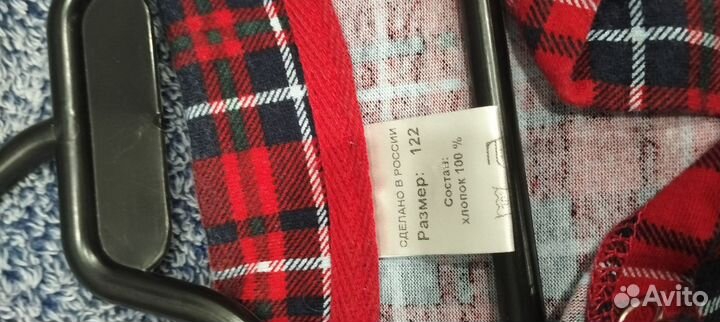 СДЕЛАНО В РОССИИ
Размер: 122
Состав:
хлопок 100 %
Avito